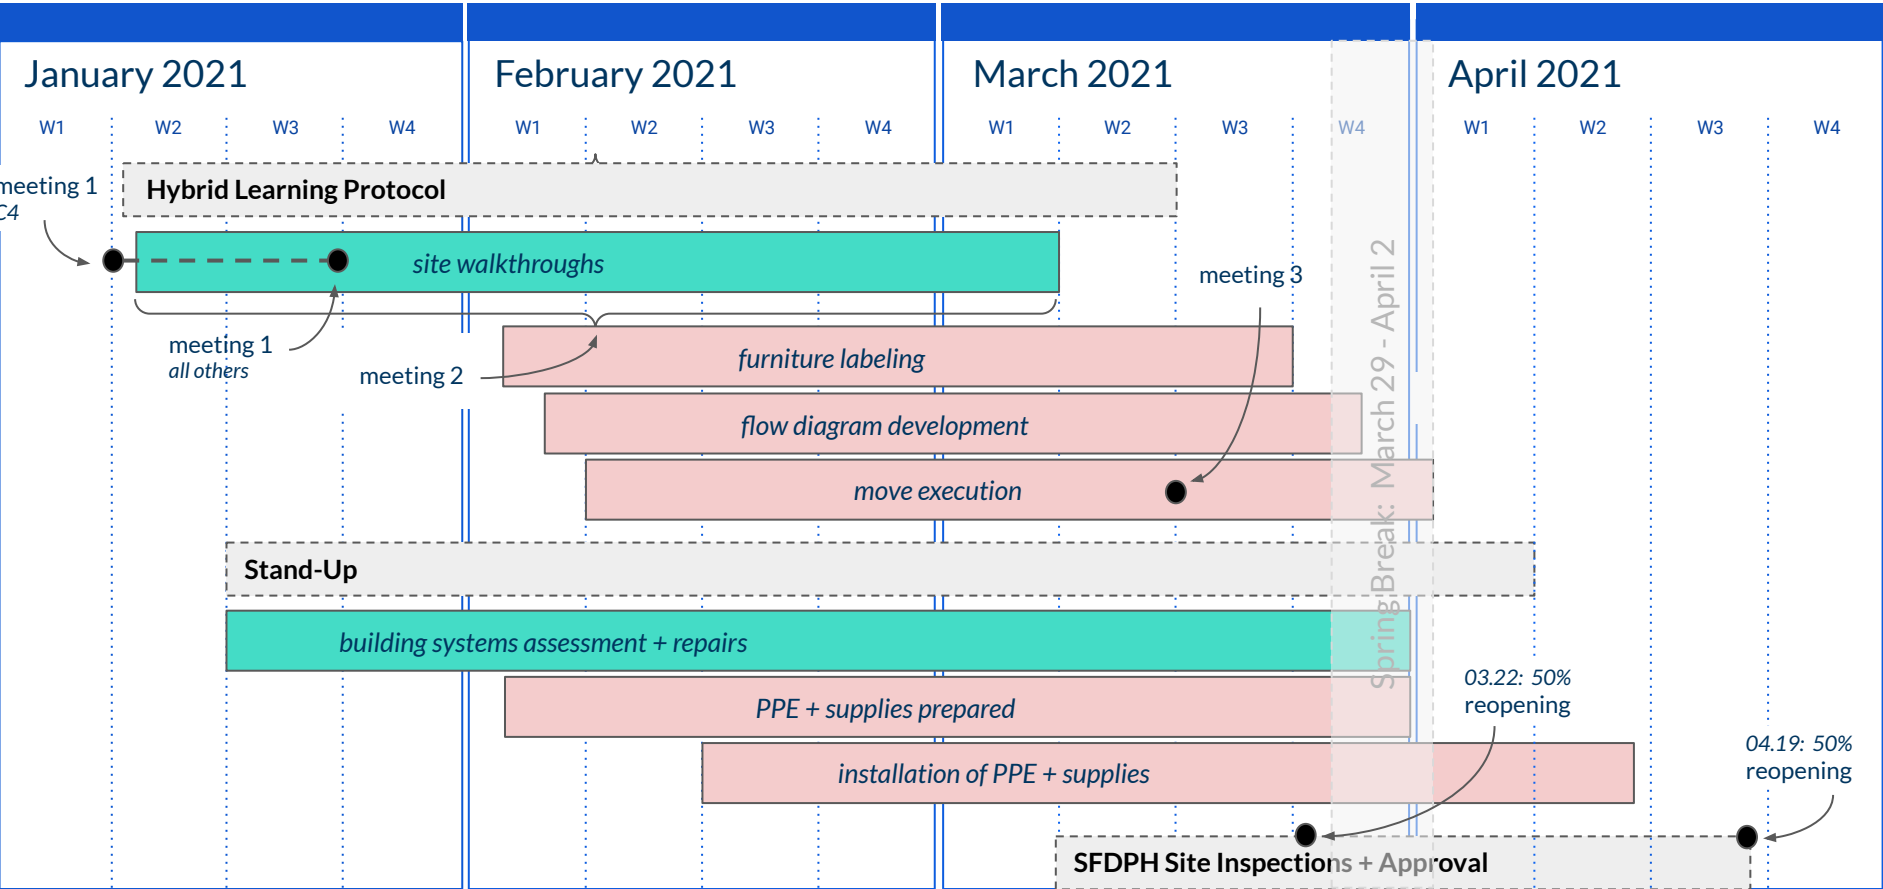 January 2021
February 2021
March 2021
April 2021
W1 W2 W3 W4 W1 W2 W3 W4 W1 W2 W3 W4 W1 W2 W3 W4
meeting 1
C4
Hybrid Learning Protocol
site walkthroughs
meeting 3
meeting 1
all others
meeting 2
furniture labeling
flow diagram development
move execution
Spring Break: March 29 - April 2
Stand-Up
building systems assessment + repairs
PPE + supplies prepared
03.22: 50%
reopening
installation of PPE + supplies
04.19: 50%
reopening
SFDPH Site Inspections + Approval